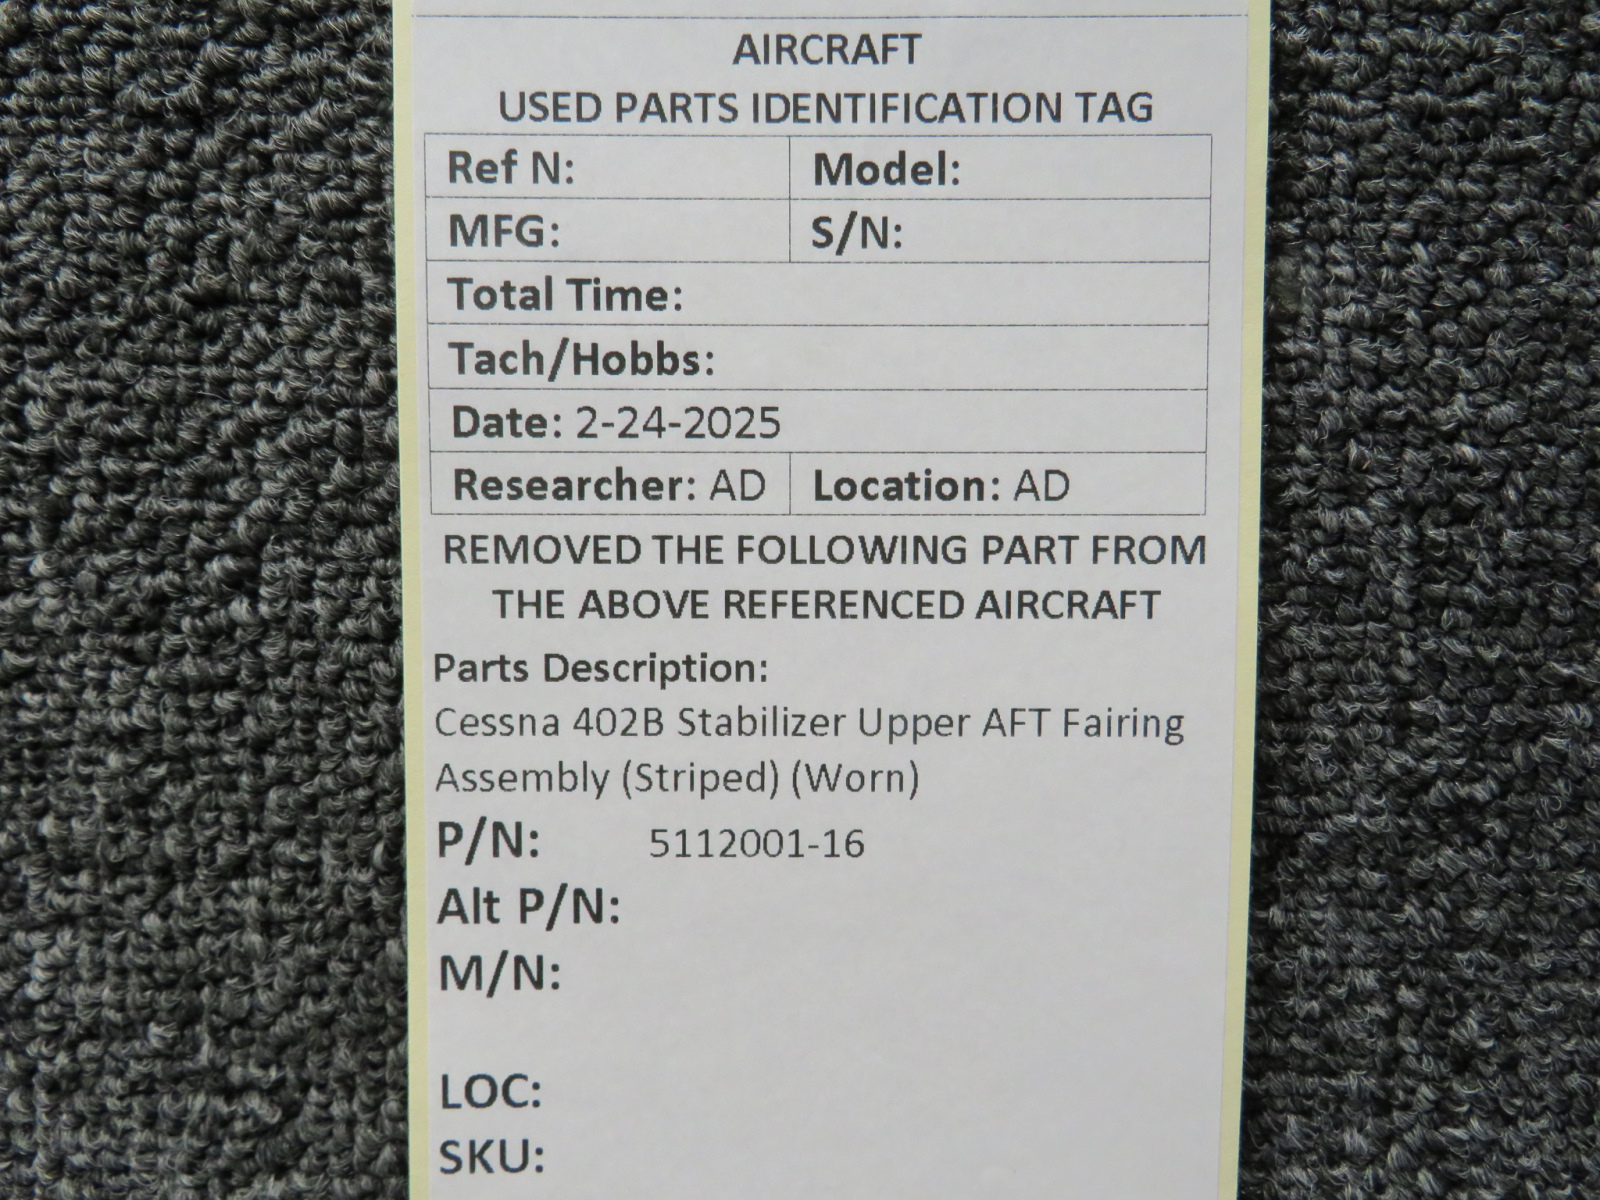 AIRCRAFT
USED PARTS IDENTIFICATION TAG
Ref N: Model:
MFG: S/N:
Total Time:
Tach/Hobbs:
Date: 2-24-2025
Researcher: AD Location: AD
REMOVED THE FOLLOWING PART FROM
THE ABOVE REFERENCED AIRCRAFT
Parts Description:
Cessna 402B Stabilizer Upper AFT Fairing
Assembly (Striped) (Worn)
P/N: 5112001-16
Alt P/N:
M/N:
LOC:
SKU: